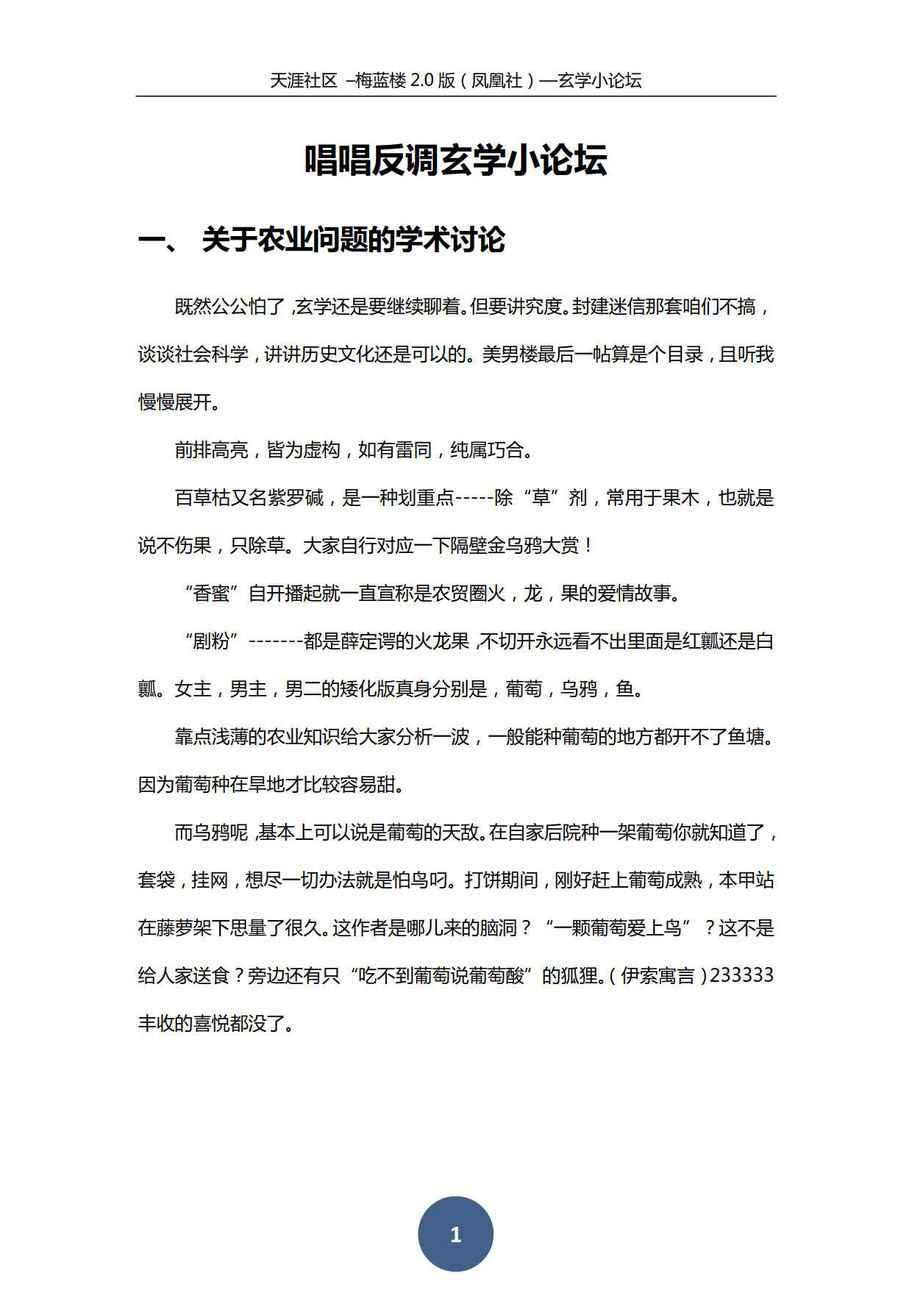 天涯社区 –梅蓝楼 2.0 版（凤凰社）—玄学小论坛
唱唱反调玄学小论坛
一、 关于农业问题的学术讨论
既然公公怕了，玄学还是要继续聊着。但要讲究度。封建迷信那套咱们不搞，
谈谈社会科学，讲讲历史文化还是可以的。美男楼最后一帖算是个目录，且听我
慢慢展开。
前排高亮，皆为虚构，如有雷同，纯属巧合。
百草枯又名紫罗碱，是一种划重点-----除“草”剂，常用于果木，也就是
说不伤果，只除草。大家自行对应一下隔壁金乌鸦大赏！
“香蜜”自开播起就一直宣称是农贸圈火，龙，果的爱情故事。
“剧粉”-------都是薛定谔的火龙果，不切开永远看不出里面是红瓤还是白
瓤。女主，男主，男二的矮化版真身分别是，葡萄，乌鸦，鱼。
靠点浅薄的农业知识给大家分析一波，一般能种葡萄的地方都开不了鱼塘。
因为葡萄种在旱地才比较容易甜。
而乌鸦呢，基本上可以说是葡萄的天敌。在自家后院种一架葡萄你就知道了，
套袋，挂网，想尽一切办法就是怕鸟叼。打饼期间，刚好赶上葡萄成熟，本甲站
在藤萝架下思量了很久。这作者是哪儿来的脑洞？“一颗葡萄爱上鸟”？这不是
给人家送食？旁边还有只“吃不到葡萄说葡萄酸”的狐狸。（伊索寓言）233333
丰收的喜悦都没了。
1